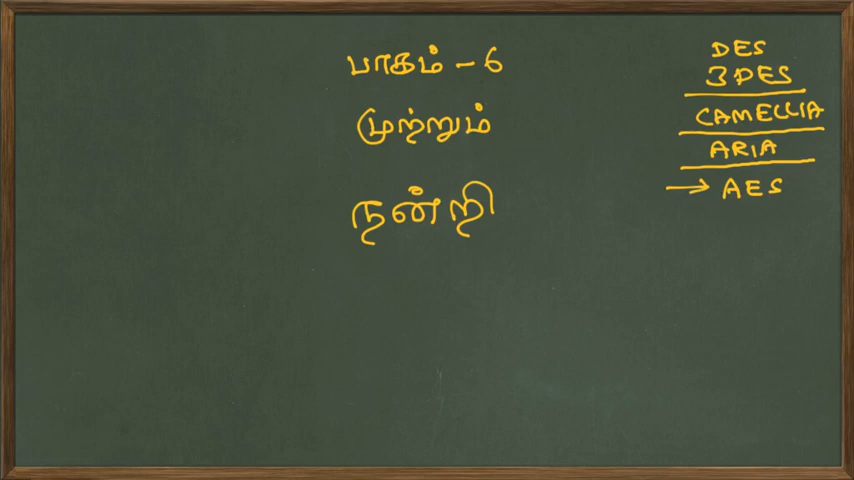 பாகம் - 6
முற்றும்
நன்றி
DES
3DES
CAMELLIA
ARIA
→ AES